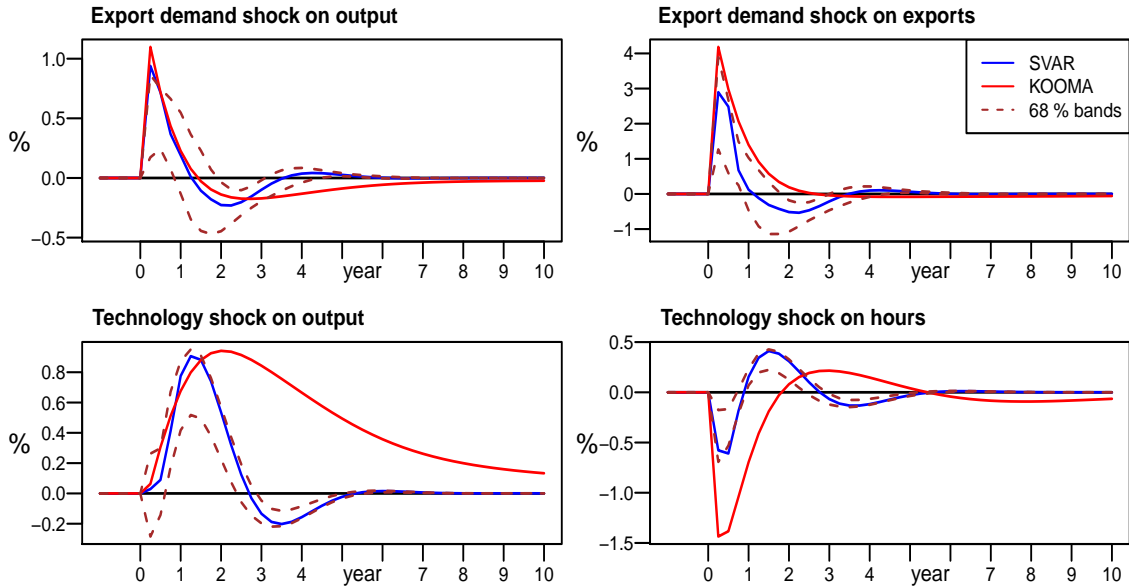 Export demand shock on output
%
1.0
0.5
0.0
−0.5
0 1 2 3 4 year 7 8 9 10
Export demand shock on exports
%
4
3
2
1
0
−1
0 1 2 3 4 year 7 8 9 10
SVAR
KOOMA
68 % bands
Technology shock on output
%
0.8
0.6
0.4
0.2
0.0
−0.2
0 1 2 3 4 year 7 8 9 10
Technology shock on hours
%
0.5
0.0
−0.5
−1.0
−1.5
0 1 2 3 4 year 7 8 9 10